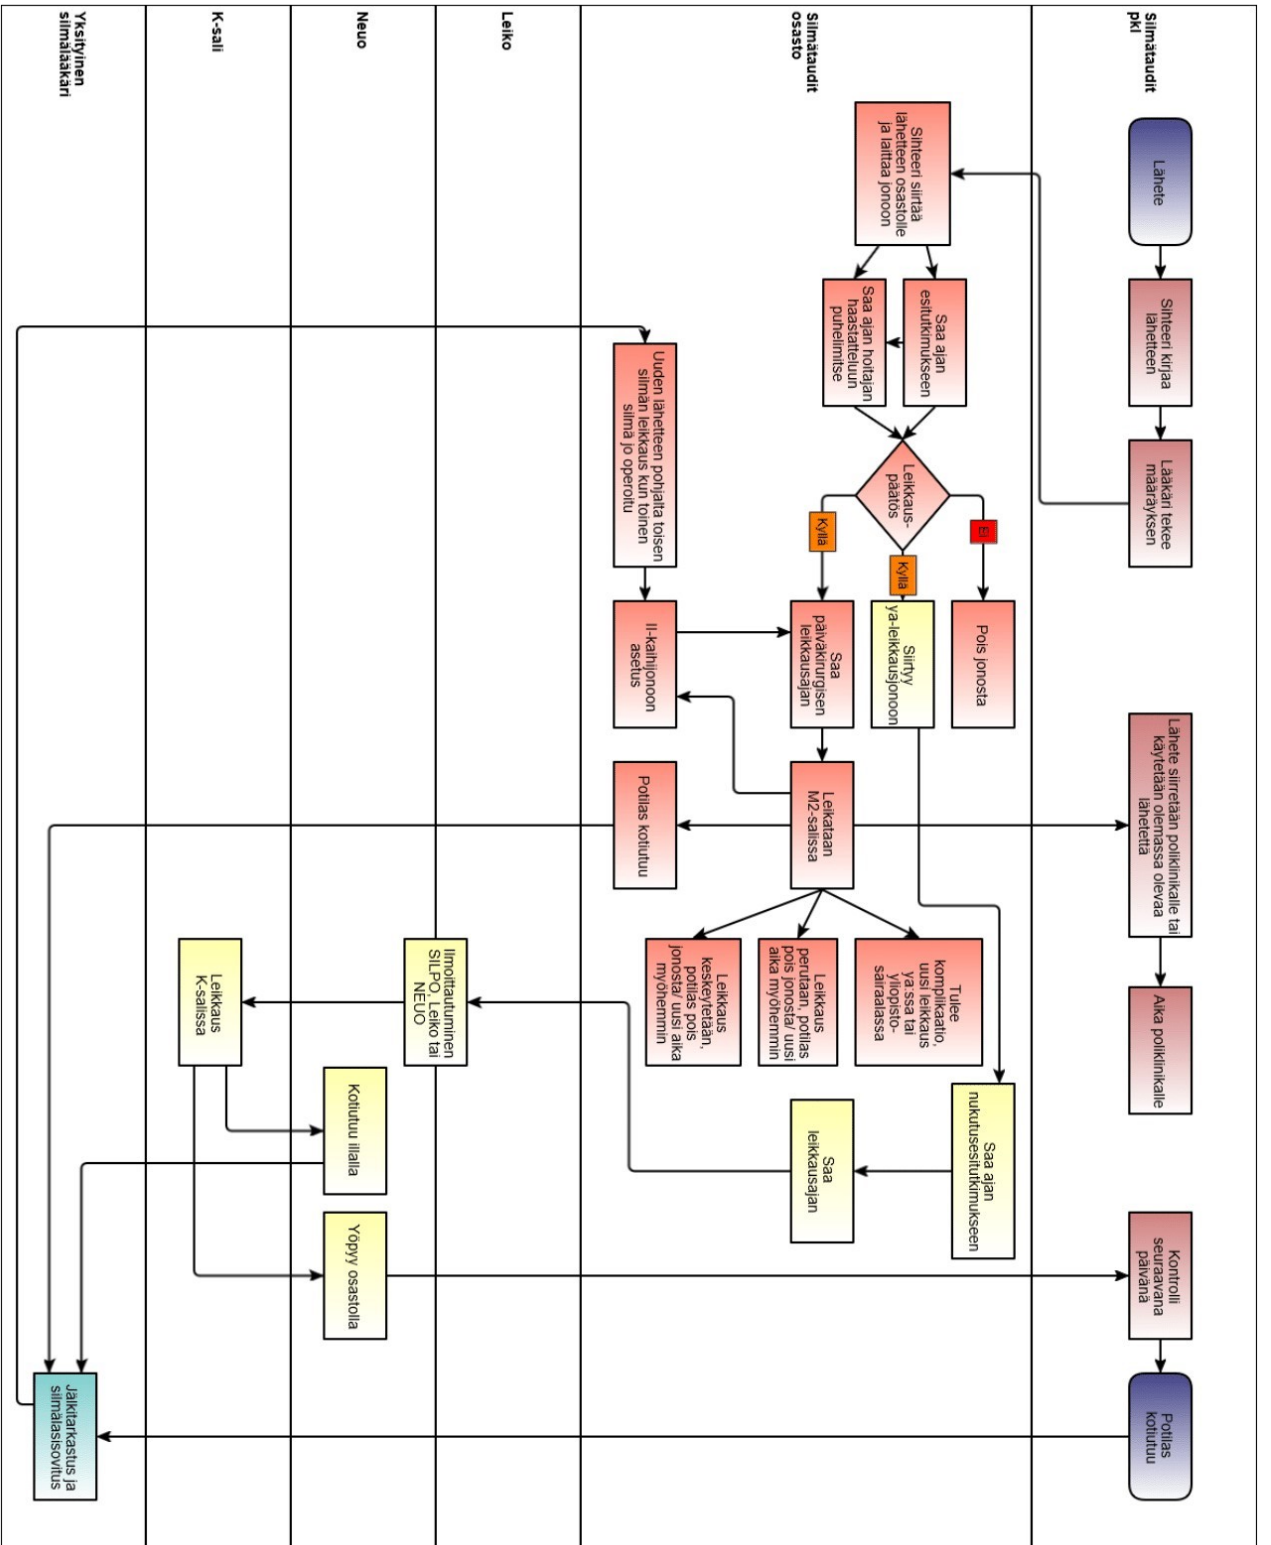 Silmätaudit
pkl
Lähete
Sihteeri kirjaa
lähetteen
Lääkäri tekee
määräyksen
Lähete siirretään poliklinikalle tai
käytetään olemassa olevaa
lähetettä
Aika poliklinikalle
Kontrolli
seuraavana
päivänä
Potilas
kotiutuu
Silmätaudit
osasto
Sihteeri siirtää
lähetteen osastolle
ja laittaa jonoon
Saa ajan
esitutkimukseen
Saa ajan hoitajan
haastatteluun
puhelimitse
Leikkaus-
päätös
Ei
Kyllä
Kyllä
Pois jonosta
Siirtyy
ya-leikkausjonoon
Saa
päiväkirurgisen
leikkausajan
Uuden lähetteen pohjalta toisen
silmän leikkaus kun toinen
silmä jo operoitu
II-kaihijonoon
asetus
Leikataan
M2-salissa
Potilas kotiutuu
Tulee
komplikaatio,
uusi leikkaus
ya:ssa tai
yliopisto-
sairaalassa
Leikkaus
perutaan, potilas
pois jonosta/ uusi
aika myöhemmin
Leikkaus
keskeytetään,
potilas pois
jonosta/ uusi aika
myöhemmin
Saa ajan
nukutusesitutkimukseen
Saa
leikkausajan
Leiko
Ilmoittautuminen
SILPO, Leiko tai
NEUO
Neuo
Kotiutuu illalla
Yöpyy osastolla
K-sali
Leikkaus
K-salissa
Yksityinen
silmälääkäri
Jälkitarkastus ja
silmälasisovitus